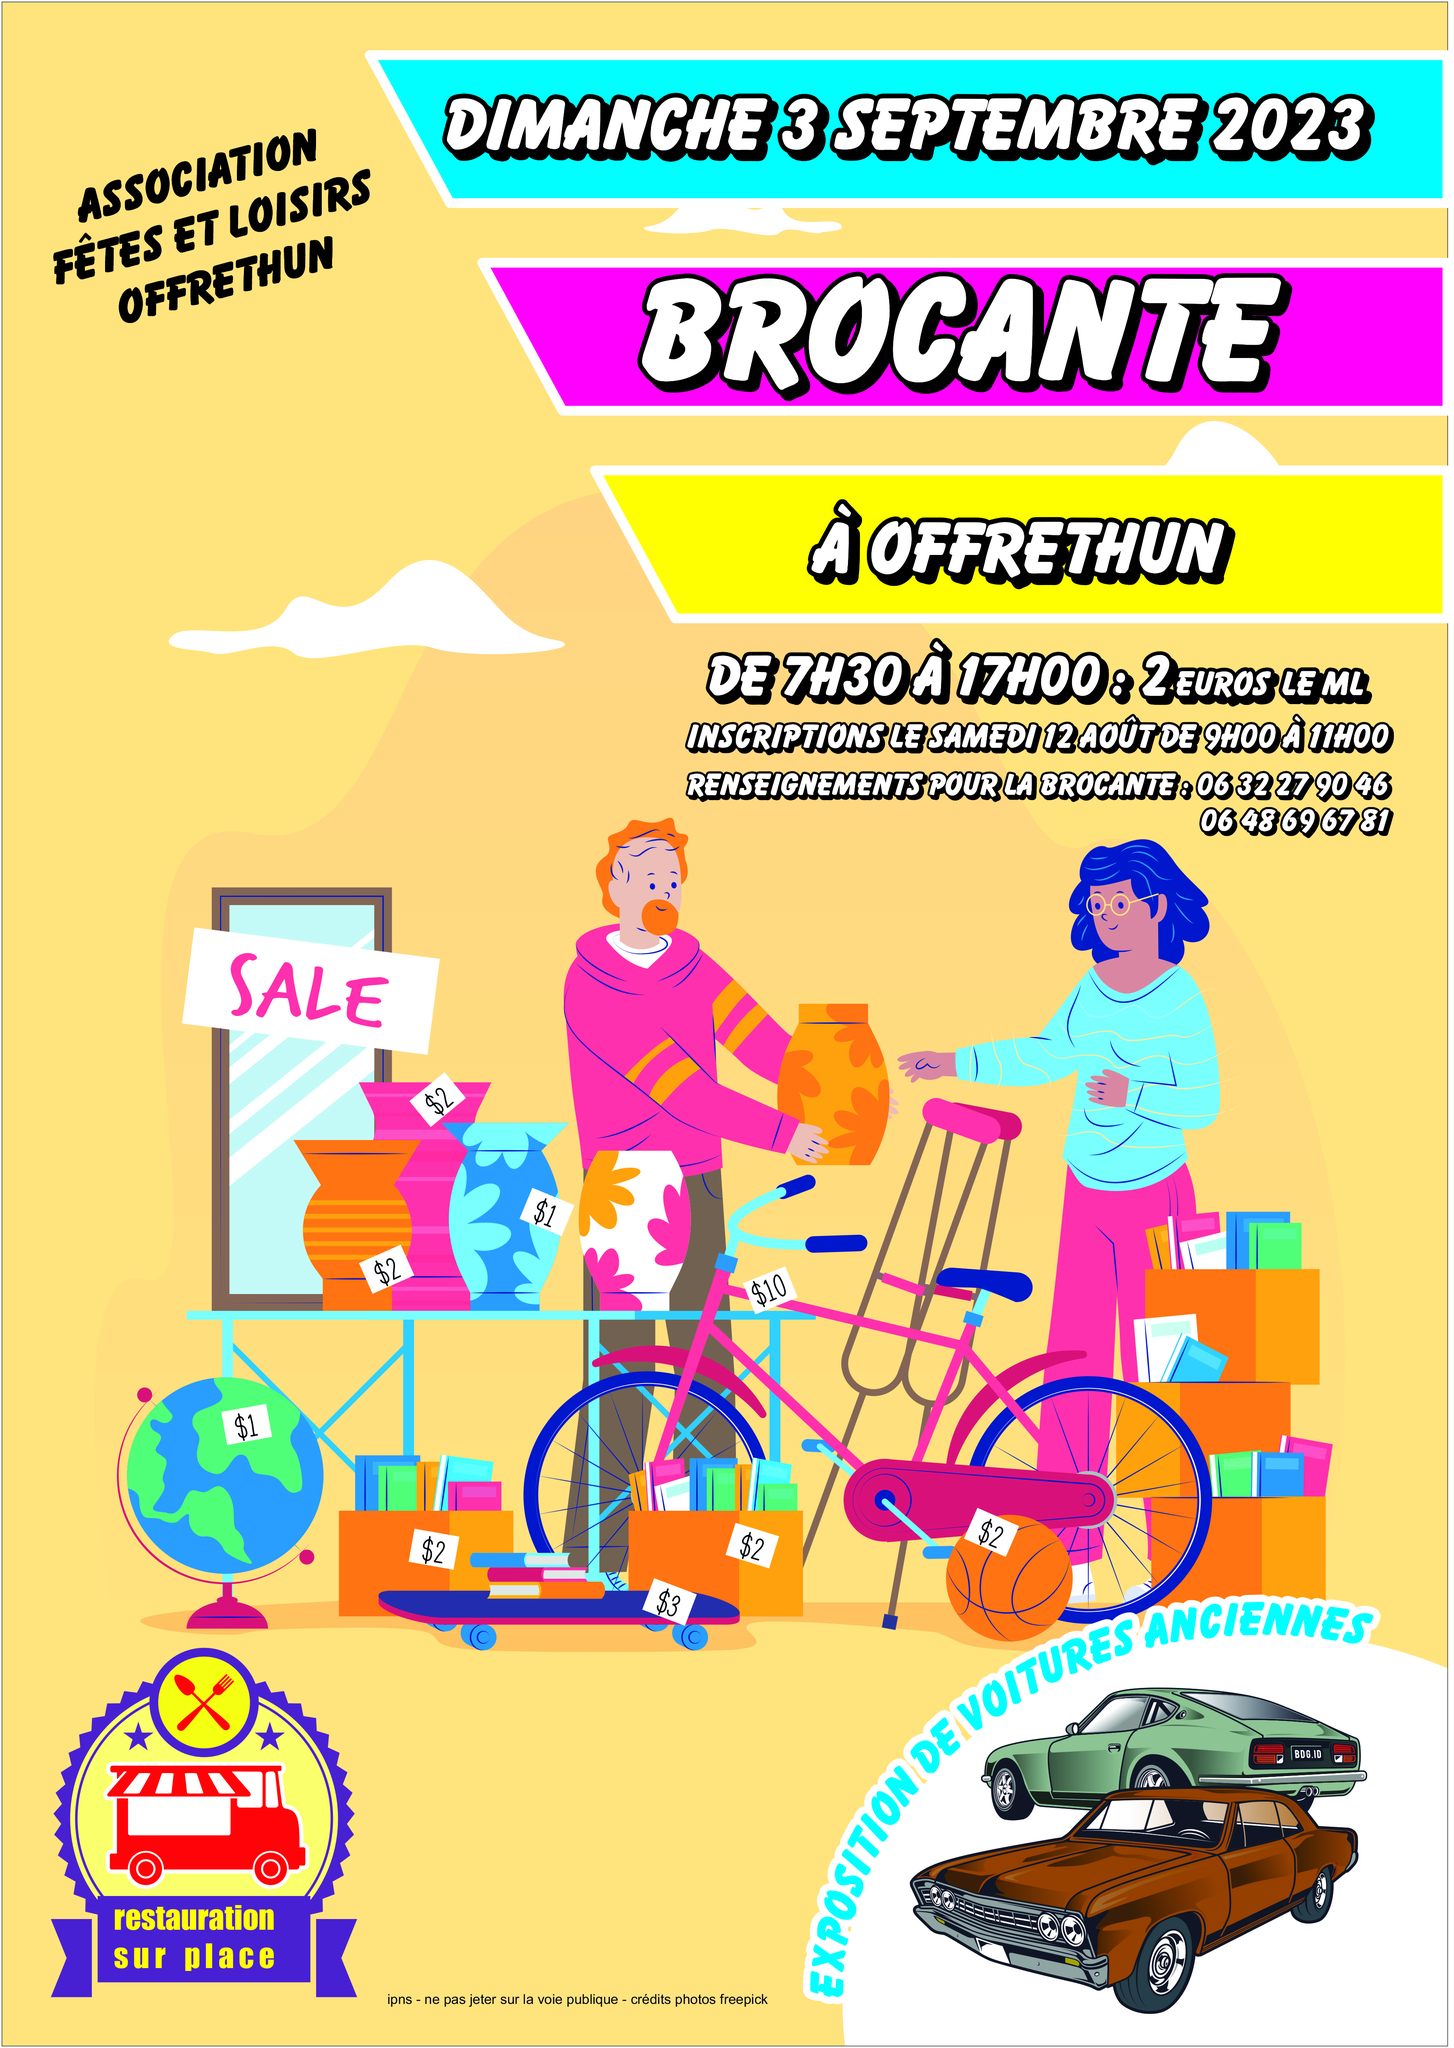 DIMANCHE 3 SEPTEMBRE 2023
ASSOCIATION
FÊTES ET LOISIRS
OFFRETHUN
BROCANTE
À OFFRETHUN
DE 7H30 À 17H00 : 2 EUROS LE ML
INSCRIPTIONS LE SAMEDI 12 AOÛT DE 9H00 À 11H00
RENSEIGNEMENTS POUR LA BROCANTE : 06 32 27 90 46
06 48 69 67 81
SALE
$2
$1
$2
$10
$1
$2
$2
$2
$3
EXPOSITION DE VOITURES ANCIENNES
BDG.ID
restauration
sur place
ipns - ne pas jeter sur la voie publique - crédits photos freepick